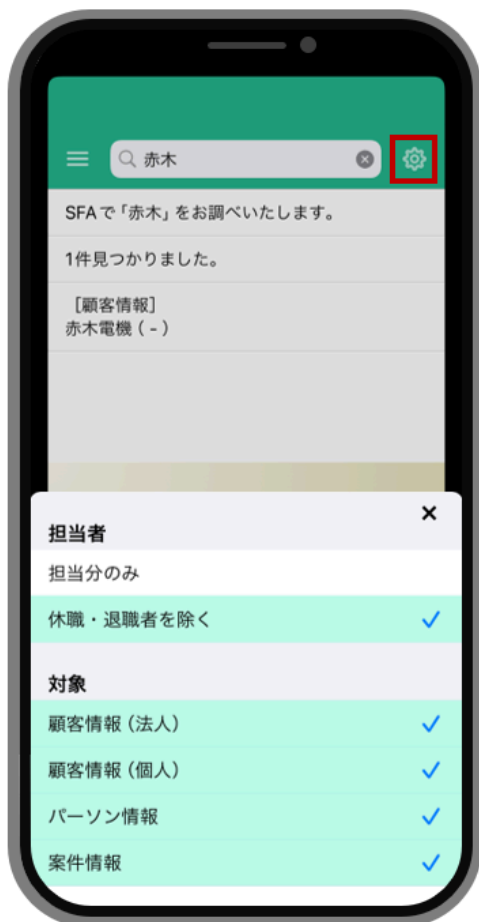 赤木
SFAで「赤木」をお調べいたします。
1件見つかりました。
［顧客情報］
赤木電機 ( - )
担当者
担当分のみ
休職・退職者を除く
対象
顧客情報 (法人)
顧客情報 (個人)
パーソン情報
案件情報